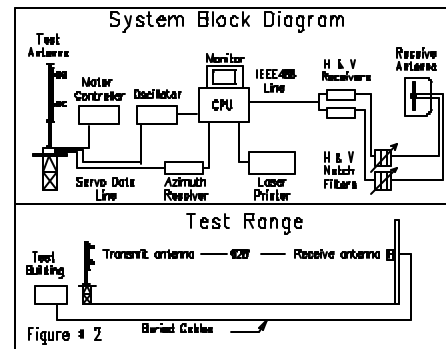 System Block Diagram
Test
Antenna
Motor
Controller
Oscillator
Monitor
CPU
IEEE488
Line
H & V
Receivers
Receive
Antenna
Servo Data
Line
Azimuth
Receiver
Laser
Printer
H & V
Notch
Filters
Test Range
Test
Building
Transmit antenna
Receive antenna
Buried Cables
Figure # 2